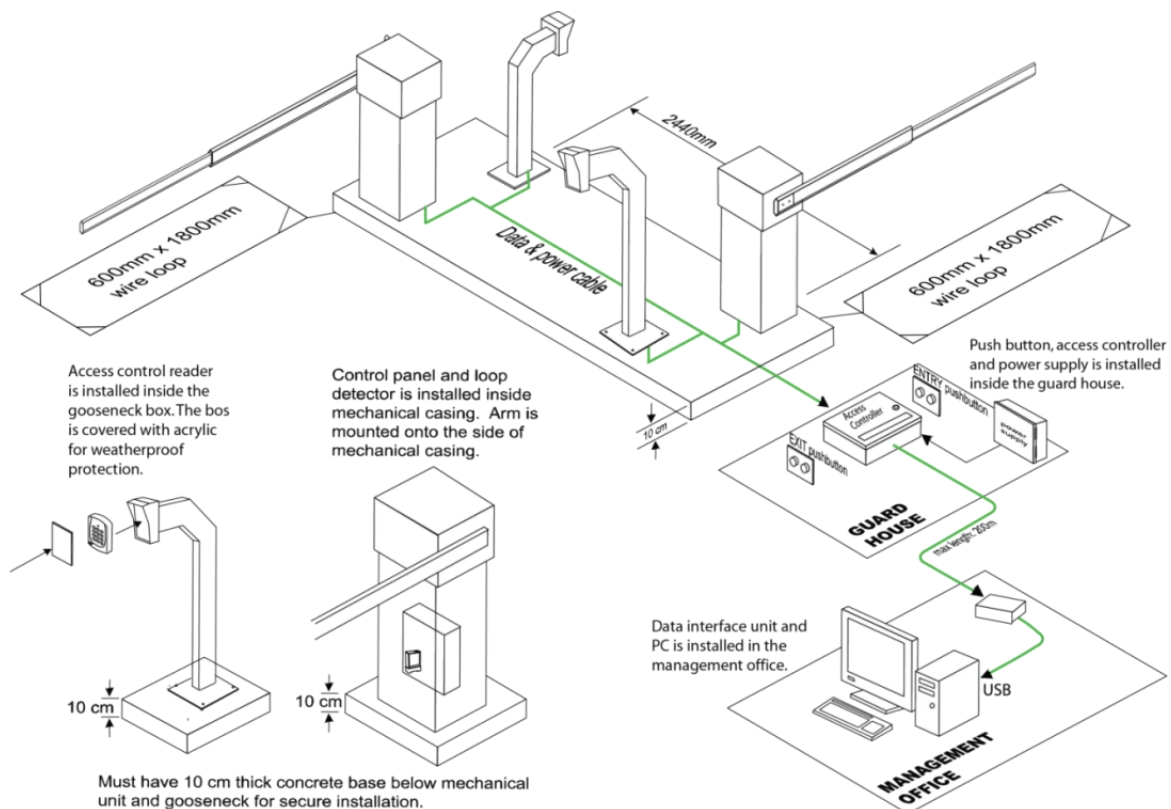 2440mm
600mm x 1800mm
wire loop
Data & power cable
600mm x 1800mm
wire loop
Access control reader
is installed inside the
gooseneck box. The bos
is covered with acrylic
for weatherproof
protection.
Control panel and loop
detector is installed inside
mechanical casing. Arm is
mounted onto the side of
mechanical casing.
10 cm
Push button, access controller
and power supply is installed
inside the guard house.
ENTRY pushbutton
Access
Controller
power
supply
EXIT pushbutton
GUARD
HOUSE
max length: 200m
Data interface unit and
PC is installed in the
management office.
USB
MANAGEMENT
OFFICE
10 cm
10 cm
Must have 10 cm thick concrete base below mechanical
unit and gooseneck for secure installation.